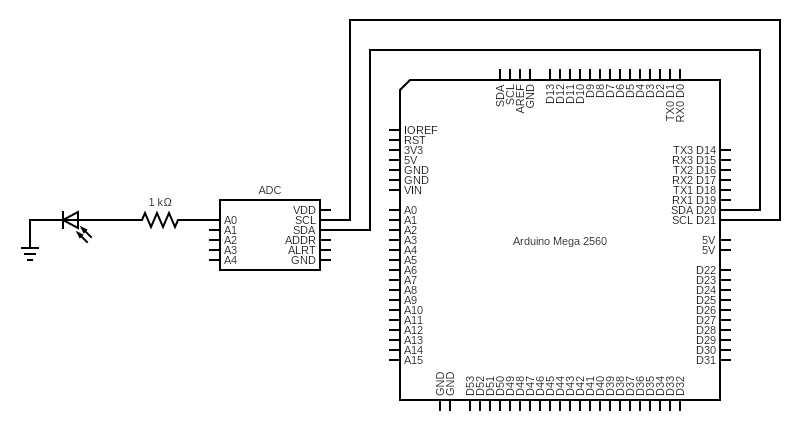 SDA
SCL
AREF
GND
D13
D12
D11
D10
D9
D8
D7
D6
D5
D4
D3
D2
TX0 D1
RX0 D0
IOREF
RST
3V3
5V
GND
GND
VIN
TX3 D14
RX3 D15
TX2 D16
RX2 D17
TX1 D18
RX1 D19
SDA D20
SCL D21
ADC
1 kΩ
A0
A1
A2
A3
A4
VDD
SCL
SDA
ADDR
ALRT
GND
A0
A1
A2
A3
A4
A5
A6
A7
A8
A9
A10
A11
A12
A13
A14
A15
Arduino Mega 2560
5V
5V
D22
D23
D24
D25
D26
D27
D28
D29
D30
D31
GND
GND
D53
D52
D51
D50
D49
D48
D47
D46
D45
D44
D43
D42
D41
D40
D39
D38
D37
D36
D35
D34
D33
D32